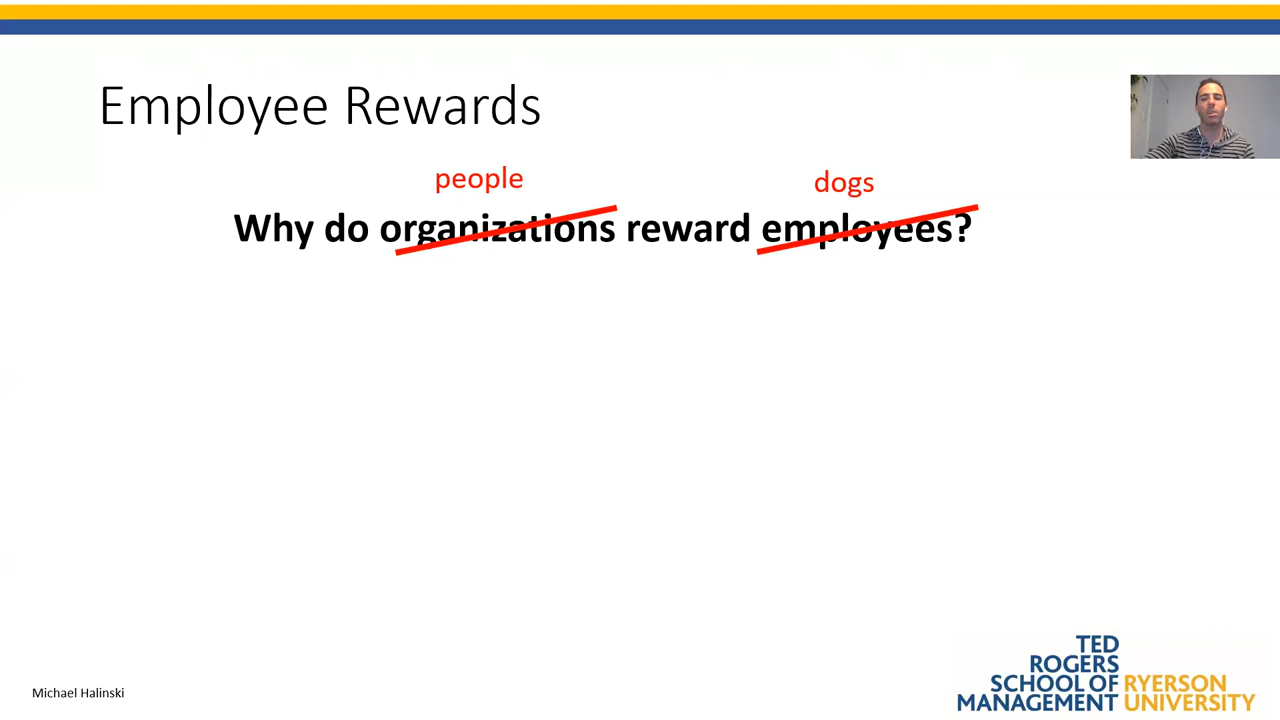 Employee Rewards
people dogs
Why do organizations reward employees?
Michael Halinski
TED
ROGERS
SCHOOL OF RYERSON
MANAGEMENT UNIVERSITY